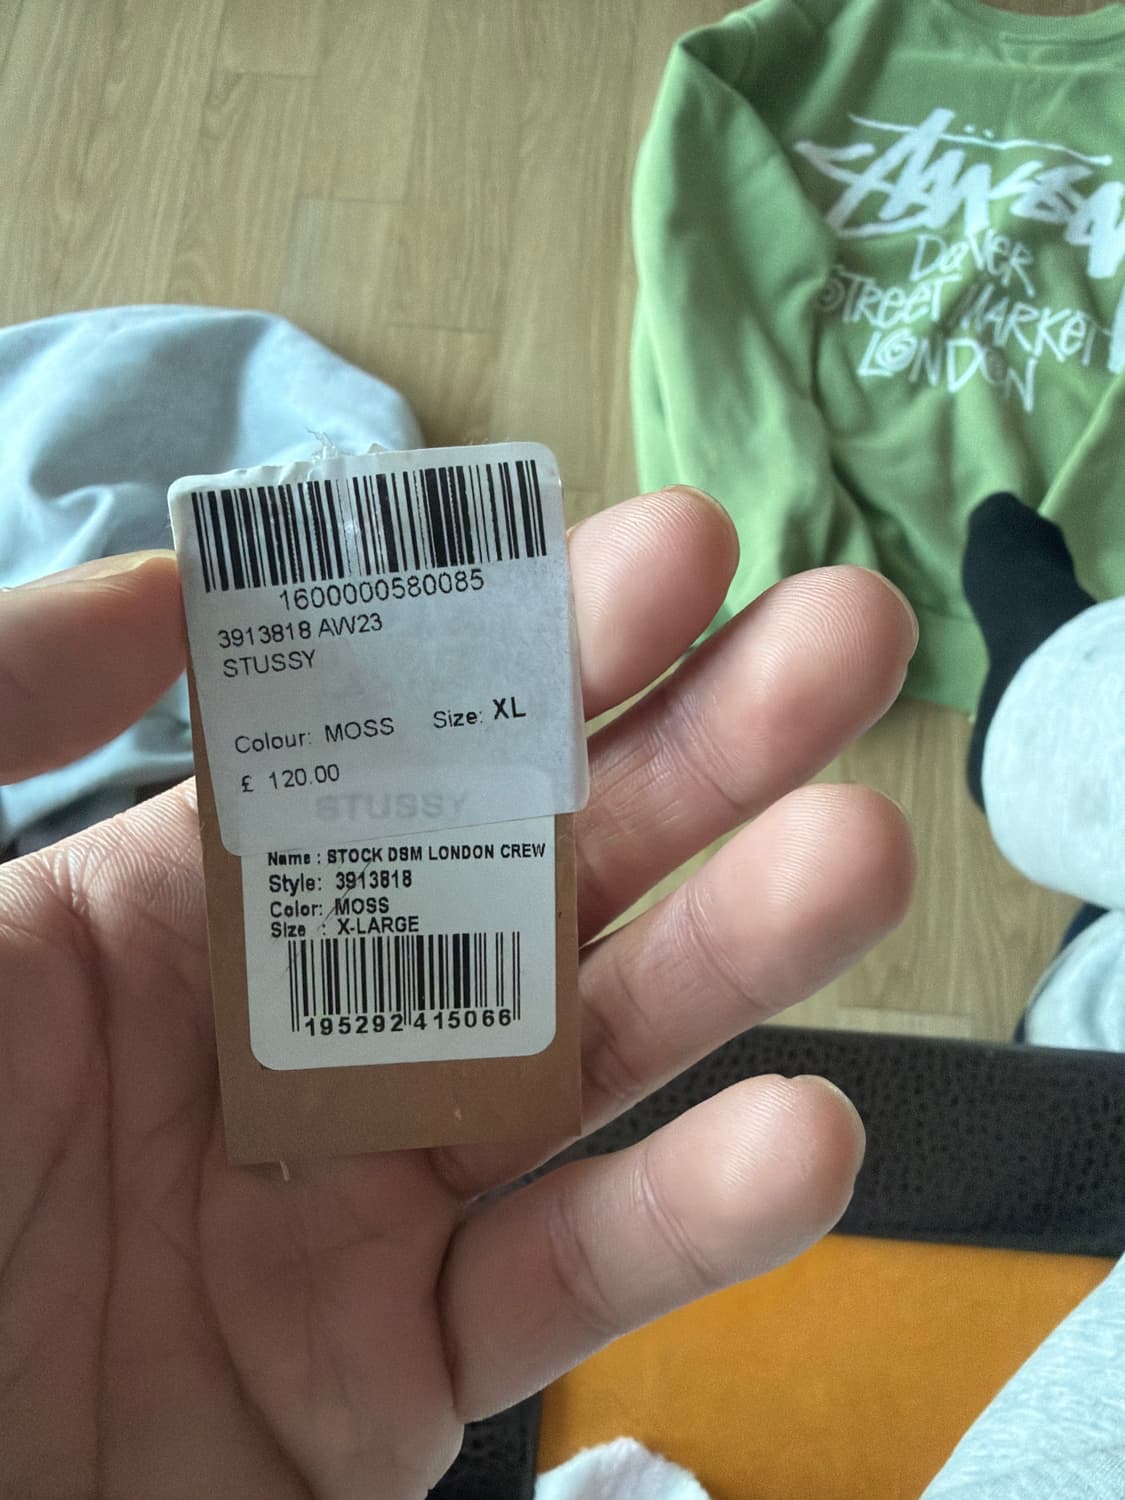 STÜSSY
DOVER
STREET MARKET
LONDON
1600000580085
3913818 AW23
STUSSY
Colour: MOSS Size: XL
£ 120.00
STUSSY
Name : STOCK DSM LONDON CREW
Style: 3913818
Color: MOSS
Size : X-LARGE
195292 415066